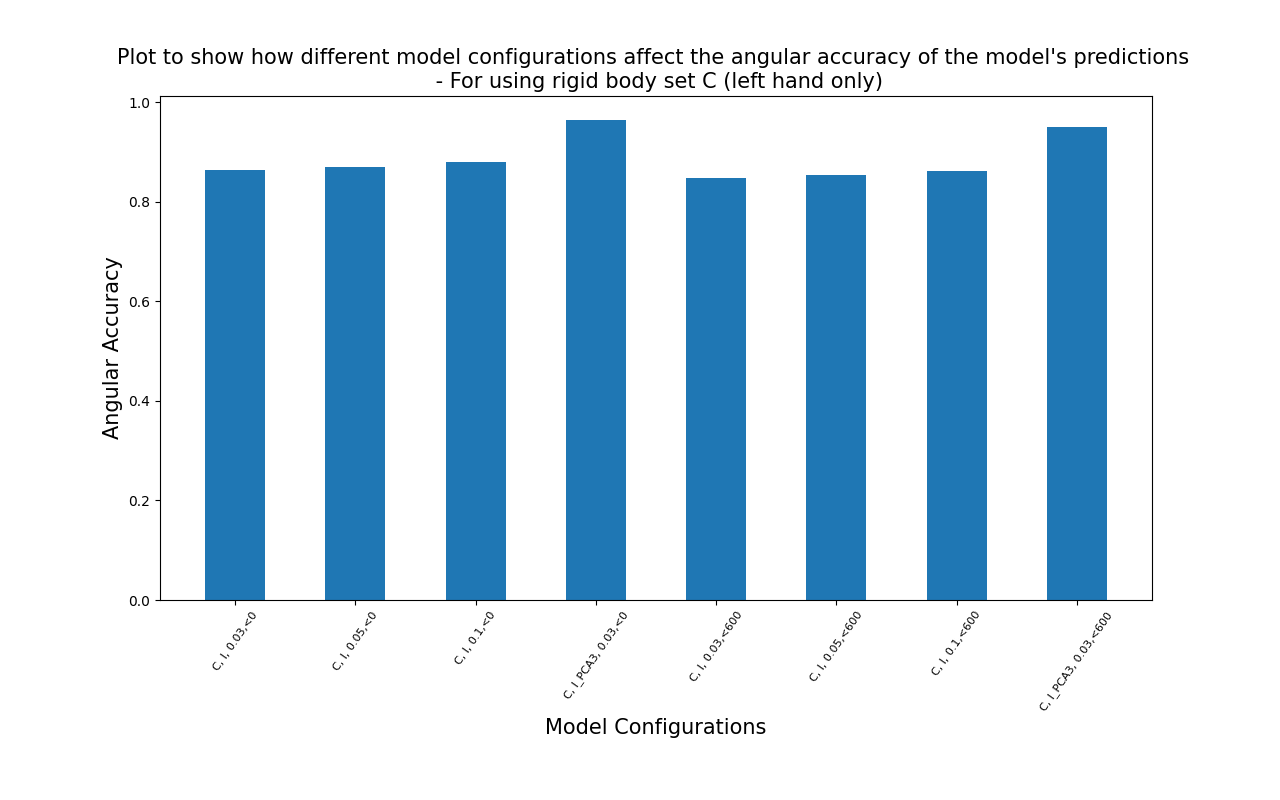 Plot to show how different model configurations affect the angular accuracy of the model's predictions
- For using rigid body set C (left hand only)
1.0
0.8
0.6
0.4
0.2
0.0
Angular Accuracy
C, I, 0.03,<0
C, I, 0.05,<0
C, I, 0.1,<0
C, I_PCA3, 0.03,<0
C, I, 0.03,<600
C, I, 0.05,<600
C, I, 0.1,<600
C, I_PCA3, 0.03,<600
Model Configurations